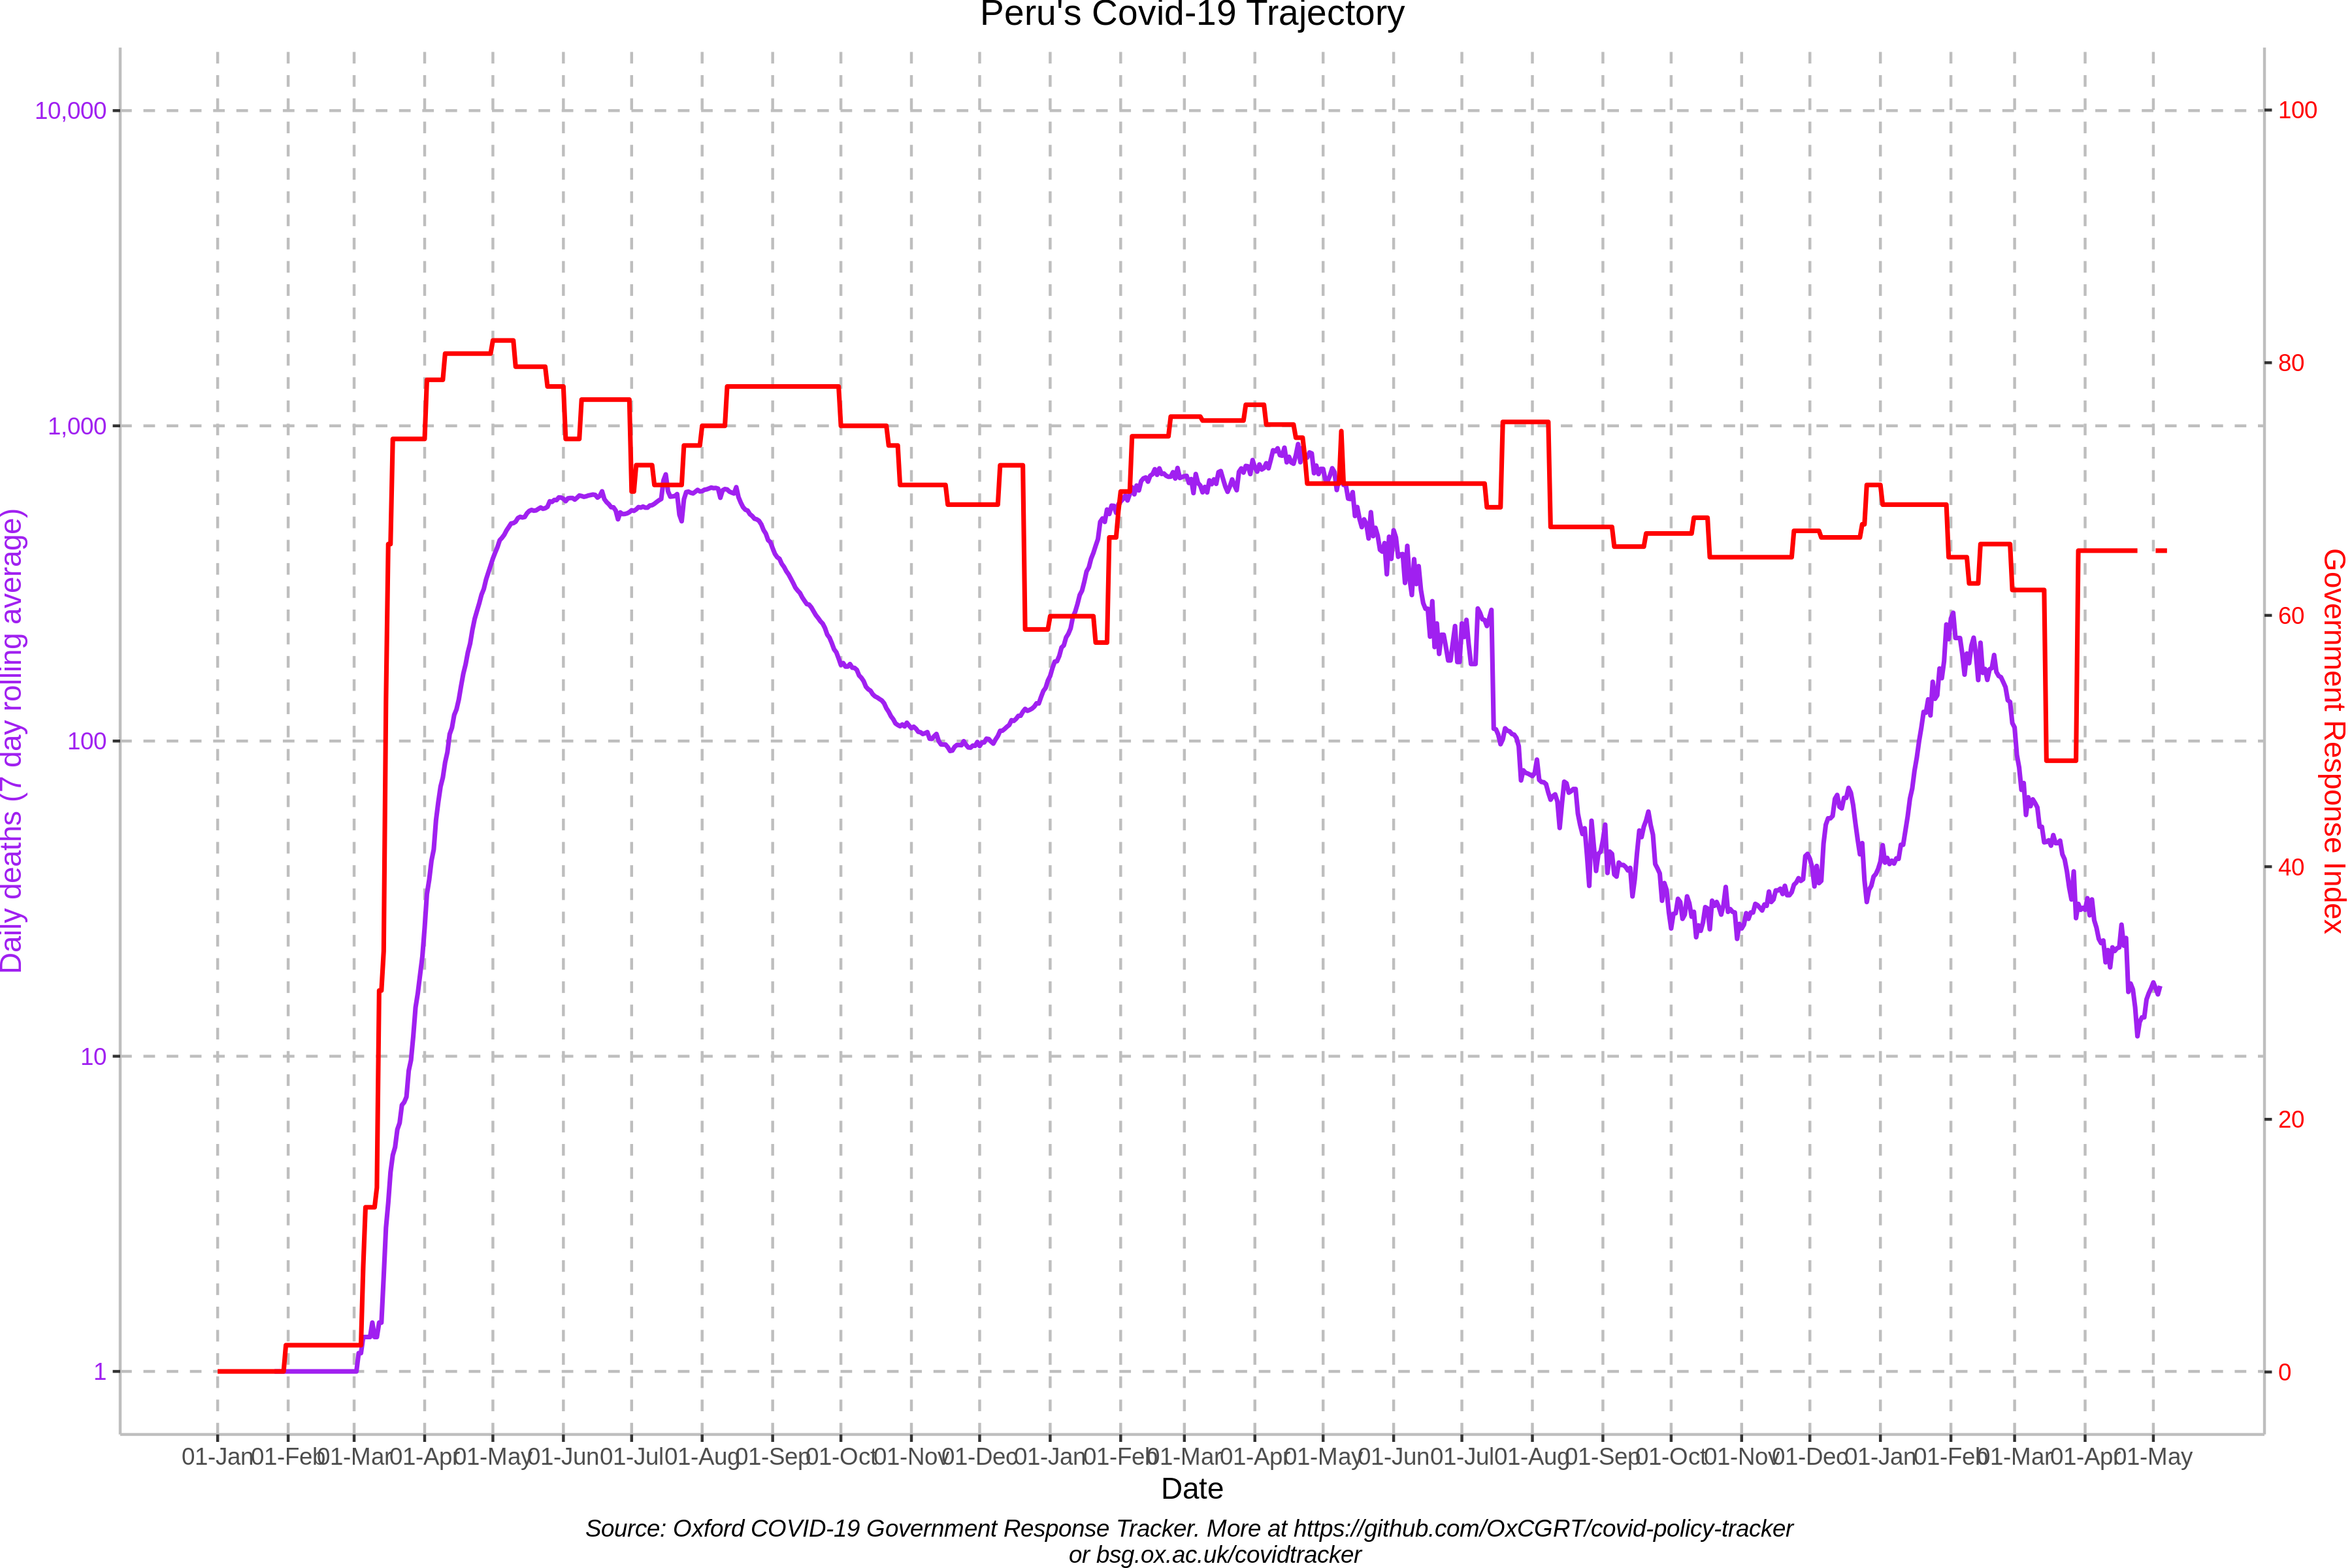 Peru's Covid-19 Trajectory
10,000
1,000
100
10
1
Daily deaths (7 day rolling average)
100
80
60
40
20
0
Government Response Index
01-Jan 01-Feb 01-Mar 01-Apr 01-May 01-Jun 01-Jul 01-Aug 01-Sep 01-Oct 01-Nov 01-Dec 01-Jan 01-Feb 01-Mar 01-Apr 01-May 01-Jun 01-Jul 01-Aug 01-Sep 01-Oct 01-Nov 01-Dec 01-Jan 01-Feb 01-Mar 01-Apr 01-May
Date
Source: Oxford COVID-19 Government Response Tracker. More at https://github.com/OxCGRT/covid-policy-tracker
or bsg.ox.ac.uk/covidtracker